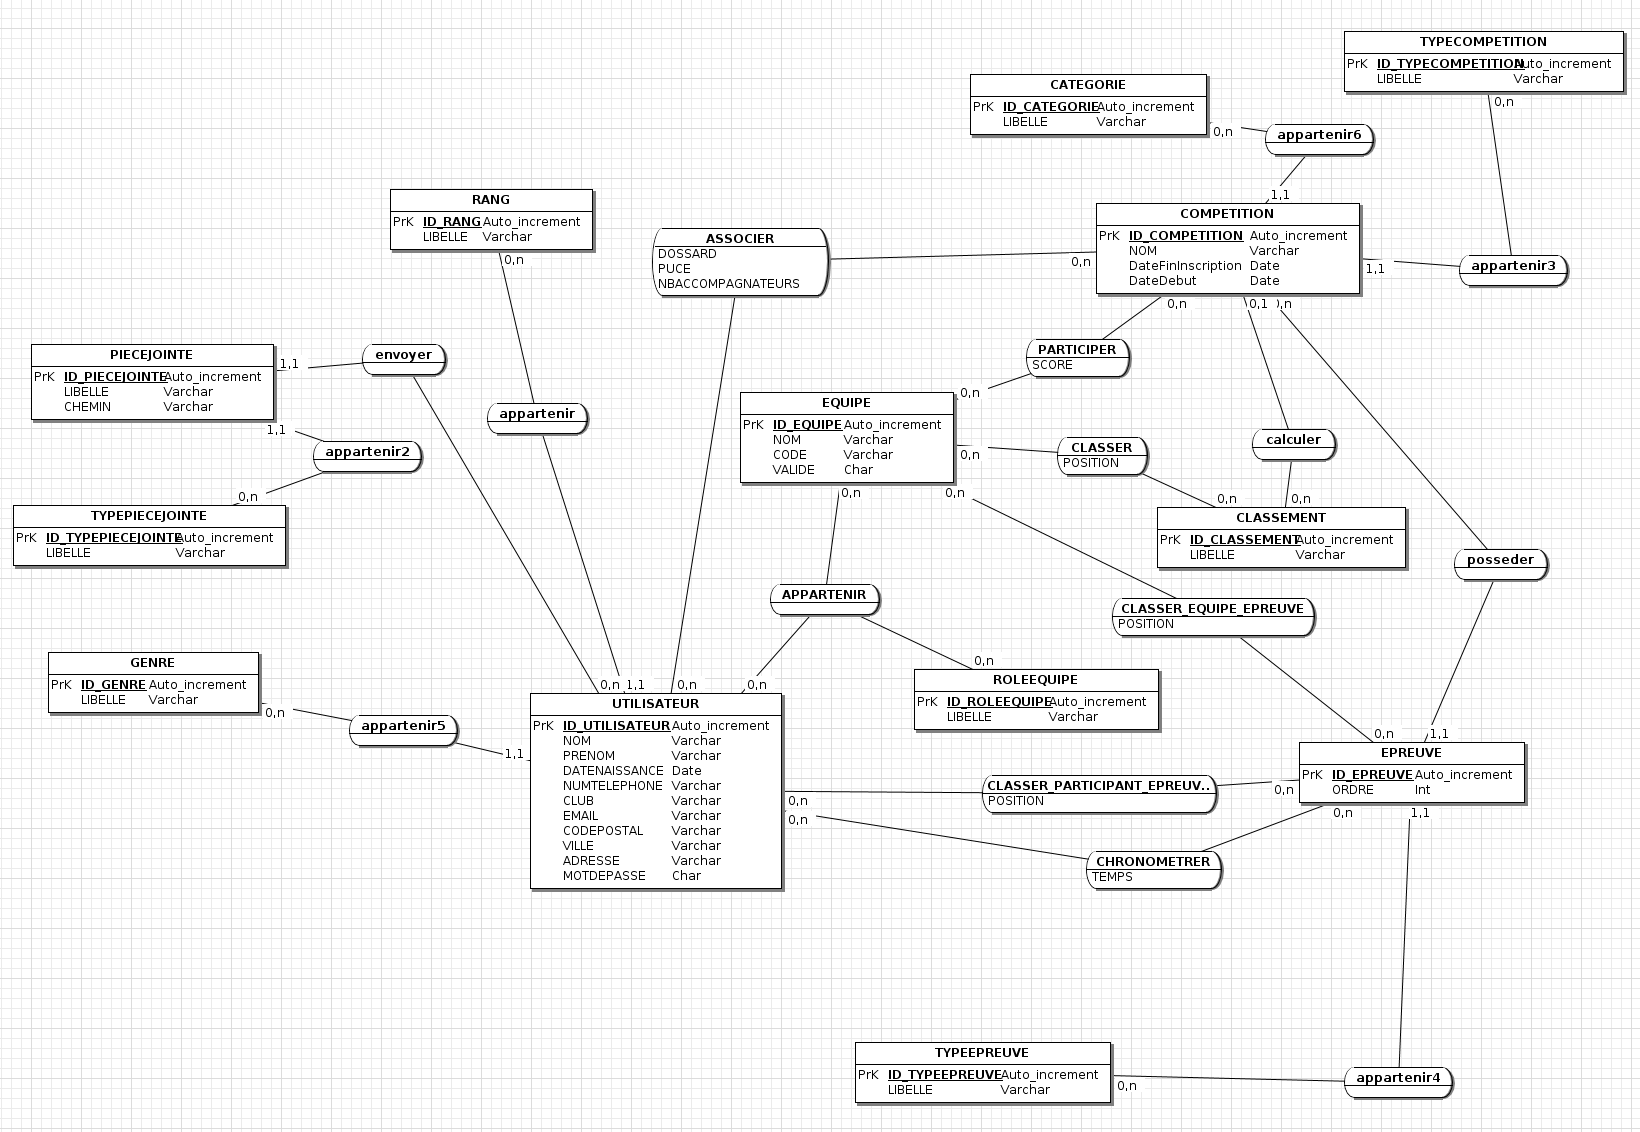 TYPECOMPETITION
PrK ID_TYPECOMPETITION Auto_increment
LIBELLE Varchar
0,n
CATEGORIE
PrK ID_CATEGORIE Auto_increment
LIBELLE Varchar
0,n
appartenir6
1,1
RANG
PrK ID_RANG Auto_increment
LIBELLE Varchar
0,n
ASSOCIER
DOSSARD
PUCE
NBACCOMPAGNATEURS
0,n
COMPETITION
PrK ID_COMPETITION Auto_increment
NOM Varchar
DateFinInscription Date
DateDebut Date
1,1
appartenir3
0,n
0,1
),n
PIECEJOINTE
PrK ID_PIECEJOINTE Auto_increment
LIBELLE Varchar
CHEMIN Varchar
1,1
envoyer
1,1
appartenir2
0,n
appartenir
PARTICIPER
SCORE
0,n
EQUIPE
PrK ID_EQUIPE Auto_increment
NOM Varchar
CODE Varchar
VALIDE Char
0,n
CLASSER
POSITION
calculer
0,n
0,n
0,n
0,n
TYPEPIECEJOINTE
PrK ID_TYPEPIECEJOINTE Auto_increment
LIBELLE Varchar
CLASSEMENT
PrK ID_CLASSEMENT Auto_increment
LIBELLE Varchar
posseder
APPARTENIR
CLASSER_EQUIPE_EPREUVE
POSITION
GENRE
PrK ID_GENRE Auto_increment
LIBELLE Varchar
0,n
appartenir5
1,1
0,n
1,1
0,n
0,n
0,n
ROLEEQUIPE
PrK ID_ROLEEQUIPE Auto_increment
LIBELLE Varchar
UTILISATEUR
PrK ID_UTILISATEUR Auto_increment
NOM Varchar
PRENOM Varchar
DATENAISSANCE Date
NUMTELEPHONE Varchar
CLUB Varchar
EMAIL Varchar
CODEPOSTAL Varchar
VILLE Varchar
ADRESSE Varchar
MOTDEPASSE Char
0,n
0,n
0,n
1,1
EPREUVE
PrK ID_EPREUVE Auto_increment
ORDRE Int
CLASSER_PARTICIPANT_EPREUV..
POSITION
0,n
0,n
1,1
CHRONOMETRER
TEMPS
TYPEEPREUVE
PrK ID_TYPEEPREUVE Auto_increment
LIBELLE Varchar
0,n
appartenir4